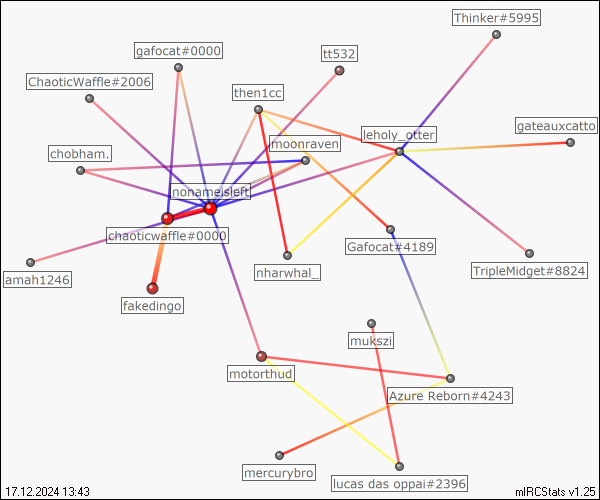 Thinker#5995
gafocat#0000
tt532
ChaoticWaffle#2006
then1cc
gateauxcatto
leholy_otter
moonraven
chobham.
nonameisleft
chaoticwaffle#0000
Gafocat#4189
nharwhal_
TripleMidget#8824
amah1246
fakedingo
mukszi
motorthud
Azure Reborn#4243
mercurybro
lucas das oppai#2396
17.12.2024 13:43
mIRCStats v1.25